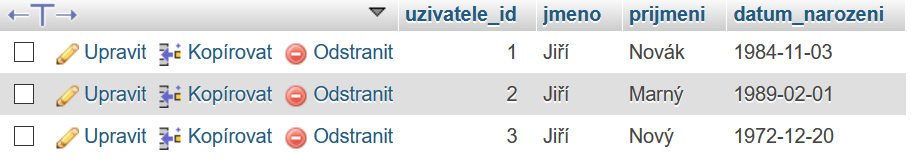 uzivatele_id jmeno prijmeni datum_narozeni
Upravit Kopírovat Odstranit 1 Jiří Novák 1984-11-03
Upravit Kopírovat Odstranit 2 Jiří Marný 1989-02-01
Upravit Kopírovat Odstranit 3 Jiří Nový 1972-12-20